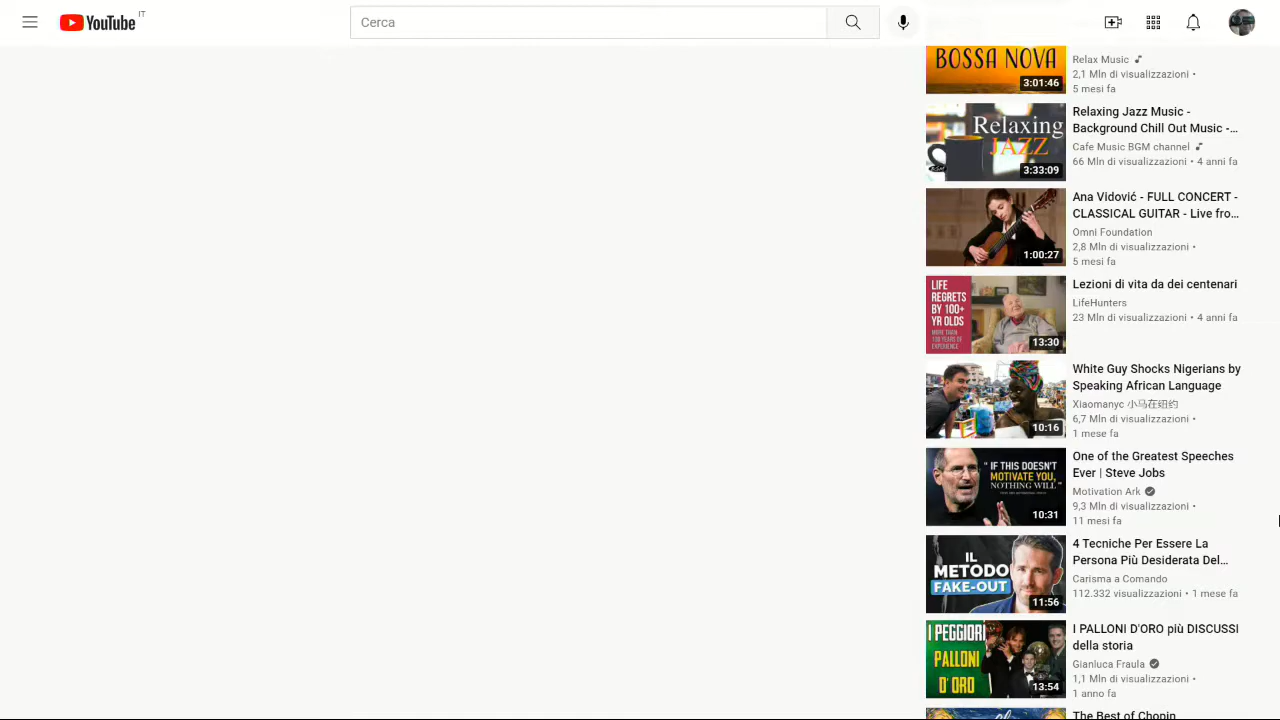 YouTube IT
Cerca
BOSSA NOVA
3:01:46
Relax Music
2,1 Mln di visualizzazioni •
5 mesi fa
Relaxing
JAZZ
3:33:09
Relaxing Jazz Music -
Background Chill Out Music -...
Cafe Music BGM channel
66 Mln di visualizzazioni • 4 anni fa
1:00:27
Ana Vidović - FULL CONCERT -
CLASSICAL GUITAR - Live fro...
Omni Foundation
2,8 Mln di visualizzazioni •
5 mesi fa
LIFE
REGRETS
BY 100+
YR OLDS
MORE THAN
100 YEARS OF
EXPERIENCE
13:30
Lezioni di vita da dei centenari
LifeHunters
23 Mln di visualizzazioni • 4 anni fa
10:16
White Guy Shocks Nigerians by
Speaking African Language
Xiaomanyc 小马在纽约
6,7 Mln di visualizzazioni •
1 mese fa
" IF THIS DOESN'T
MOTIVATE YOU,
NOTHING WILL "
10:31
One of the Greatest Speeches
Ever | Steve Jobs
Motivation Ark
9,3 Mln di visualizzazioni •
11 mesi fa
IL
METODO
FAKE-OUT
11:56
4 Tecniche Per Essere La
Persona Più Desiderata Del...
Carisma a Comando
112.332 visualizzazioni • 1 mese fa
I PEGGIORI
PALLONI
D'ORO
13:54
I PALLONI D'ORO più DISCUSSI
della storia
Gianluca Fraula
1,1 Mln di visualizzazioni •
1 anno fa
The Best of Chopin